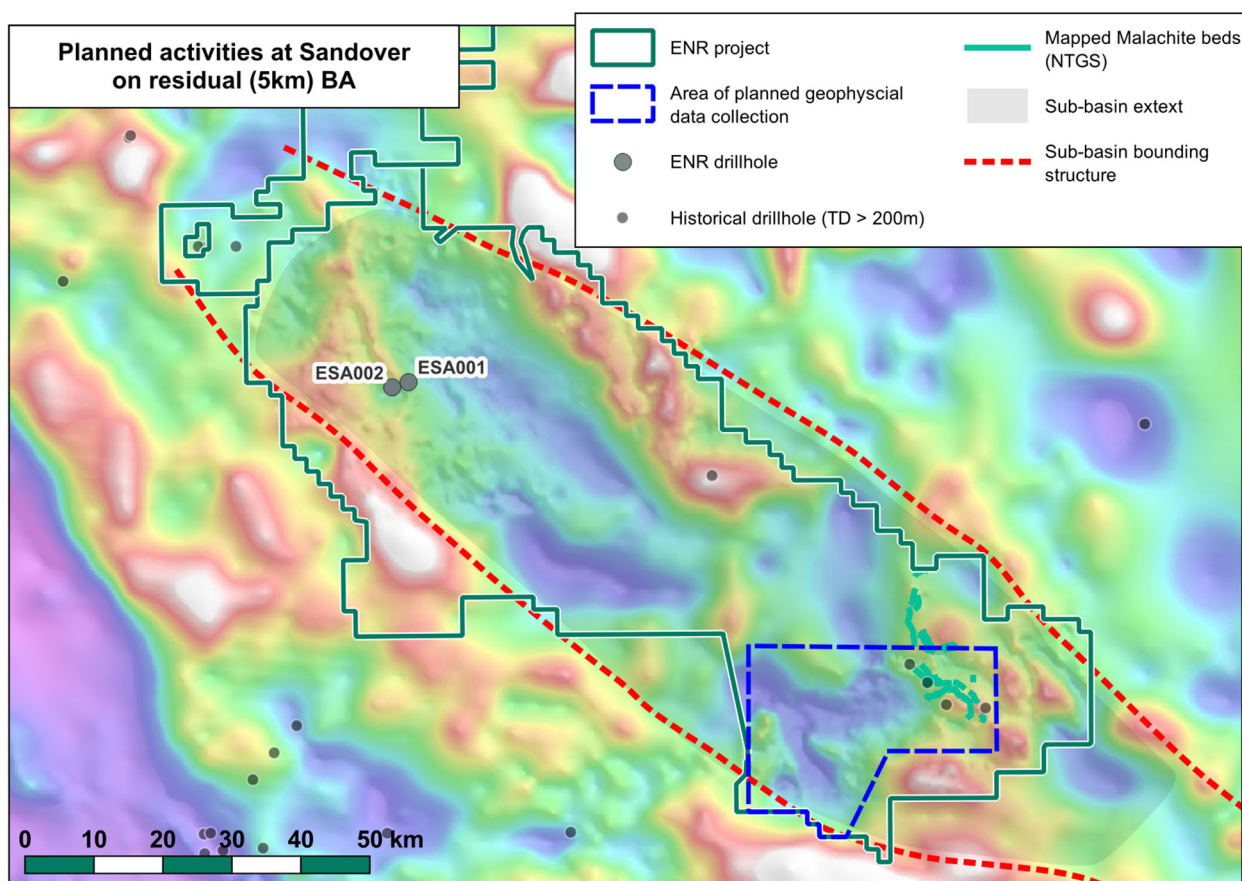 Planned activities at Sandover
on residual (5km) BA
ENR project
Area of planned geophyscial
data collection
ENR drillhole
Historical drillhole (TD > 200m)
Mapped Malachite beds
(NTGS)
Sub-basin extext
Sub-basin bounding
structure
ESA002
ESA001
0 10 20 30 40 50 km